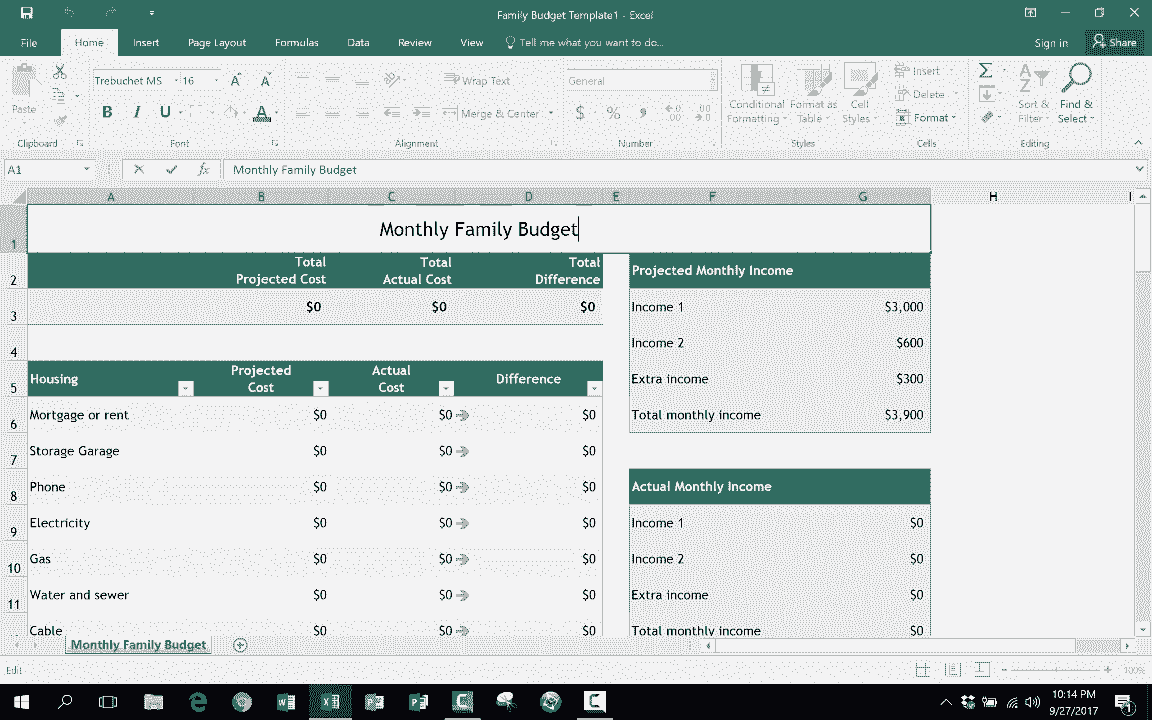 Family Budget Template1 - Excel
File Home Insert Page Layout Formulas Data Review View Tell me what you want to do... Sign in Share
Paste
Trebuchet MS 16 A A
B I U A
Wrap Text
Merge & Center
General
$ % ,
Conditional Formatting
Format as Table
Cell Styles
Insert
Delete
Format
Sort & Filter
Find & Select
Clipboard Font Alignment Number Styles Cells Editing
A1 fx Monthly Family Budget
A B C D E F G H I
1 Monthly Family Budget
2 Total Projected Cost Total Actual Cost Total Difference Projected Monthly Income
3 $0 $0 $0 Income 1 $3,000
4 Income 2 $600
5 Housing Projected Cost Actual Cost Difference Extra income $300
6 Mortgage or rent $0 $0 $0 Total monthly income $3,900
7 Storage Garage $0 $0 $0
8 Phone $0 $0 $0 Actual Monthly Income
9 Electricity $0 $0 $0 Income 1 $0
10 Gas $0 $0 $0 Income 2 $0
11 Water and sewer $0 $0 $0 Extra income $0
Cable $0 $0 $0 Total monthly income $0
Monthly Family Budget
Edit 100%
10:14 PM
9/27/2017